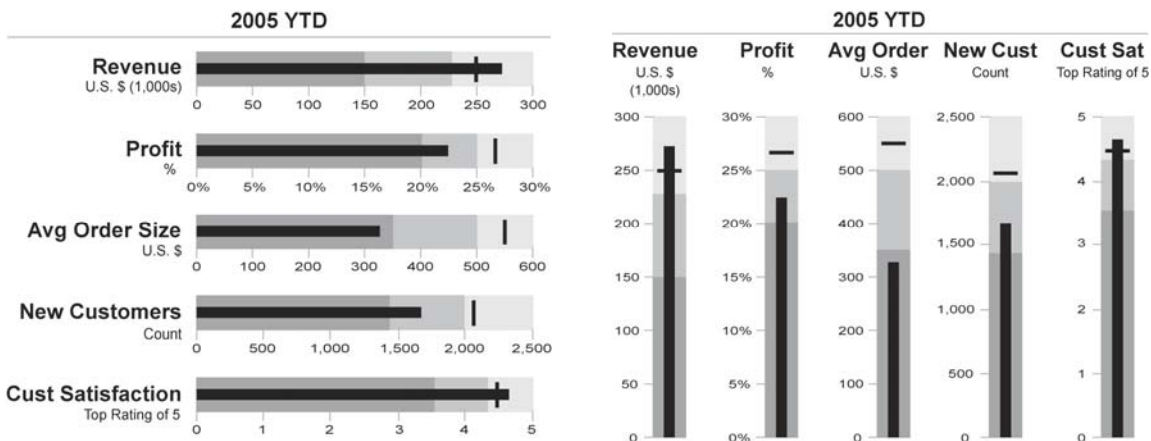 2005 YTD
Revenue
U.S. $ (1,000s)
0 50 100 150 200 250 300
Profit
%
0% 20% 10% 15% 20% 25% 30%
Avg Order Size
U.S. $
0 100 200 300 400 500 600
New Customers
Count
0 500 1,000 1,500 2,000 2,500
Cust Satisfaction
Top Rating of 5
0 1 2 3 4 5
2005 YTD
Revenue Profit Avg Order New Cust Cust Sat
U.S. $ % U.S. $ Count Top Rating of 5
(1,000s)
300 30% 600 2,500 5
250 25% 500 2,000 4
200 20% 400 1,500 3
150 15% 300 1,000 2
100 10% 200 500 1
50 5% 100 0 0
0 0% 0